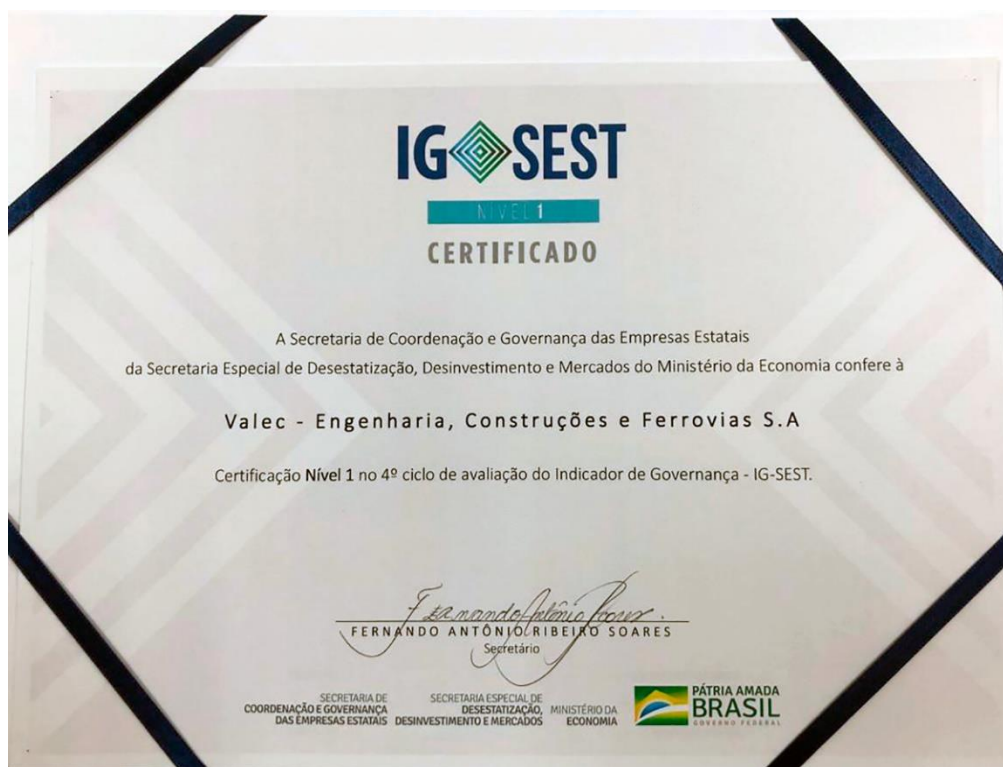 IG SEST
NÍVEL 1
CERTIFICADO
A Secretaria de Coordenação e Governança das Empresas Estatais
da Secretaria Especial de Desestatização, Desinvestimento e Mercados do Ministério da Economia confere à
Valec - Engenharia, Construções e Ferrovias S.A
Certificação Nível 1 no 4º ciclo de avaliação do Indicador de Governança - IG-SEST.
Fernando Antônio Soares
FERNANDO ANTÔNIO RIBEIRO SOARES
Secretário
SECRETARIA DE
COORDENAÇÃO E GOVERNANÇA
DAS EMPRESAS ESTATAIS
SECRETARIA ESPECIAL DE
DESESTATIZAÇÃO,
DESINVESTIMENTO E MERCADOS
MINISTÉRIO DA
ECONOMIA
PÁTRIA AMADA
BRASIL
GOVERNO FEDERAL